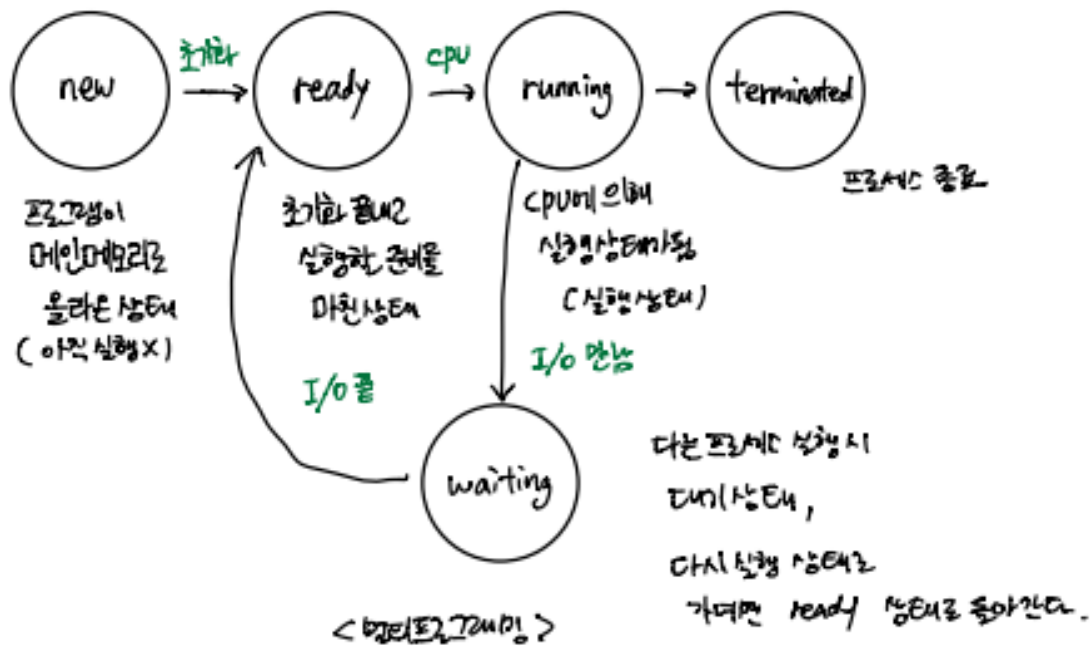 new
초기화
ready
cpu
running
terminated
프로그램이
메인메모리로
올라온 상태
(아직 실행X)
초기화 끝내고
실행할 준비를
마친상태
CPU에 의해
실행상태가됨
(실행상태)
프로세스 종료
I/O 끝
I/O 만남
waiting
다른프로세스 실행시
대기상태,
다시 실행 상태로
가려면 ready 상태로 돌아간다.
<멀티프로그래밍>